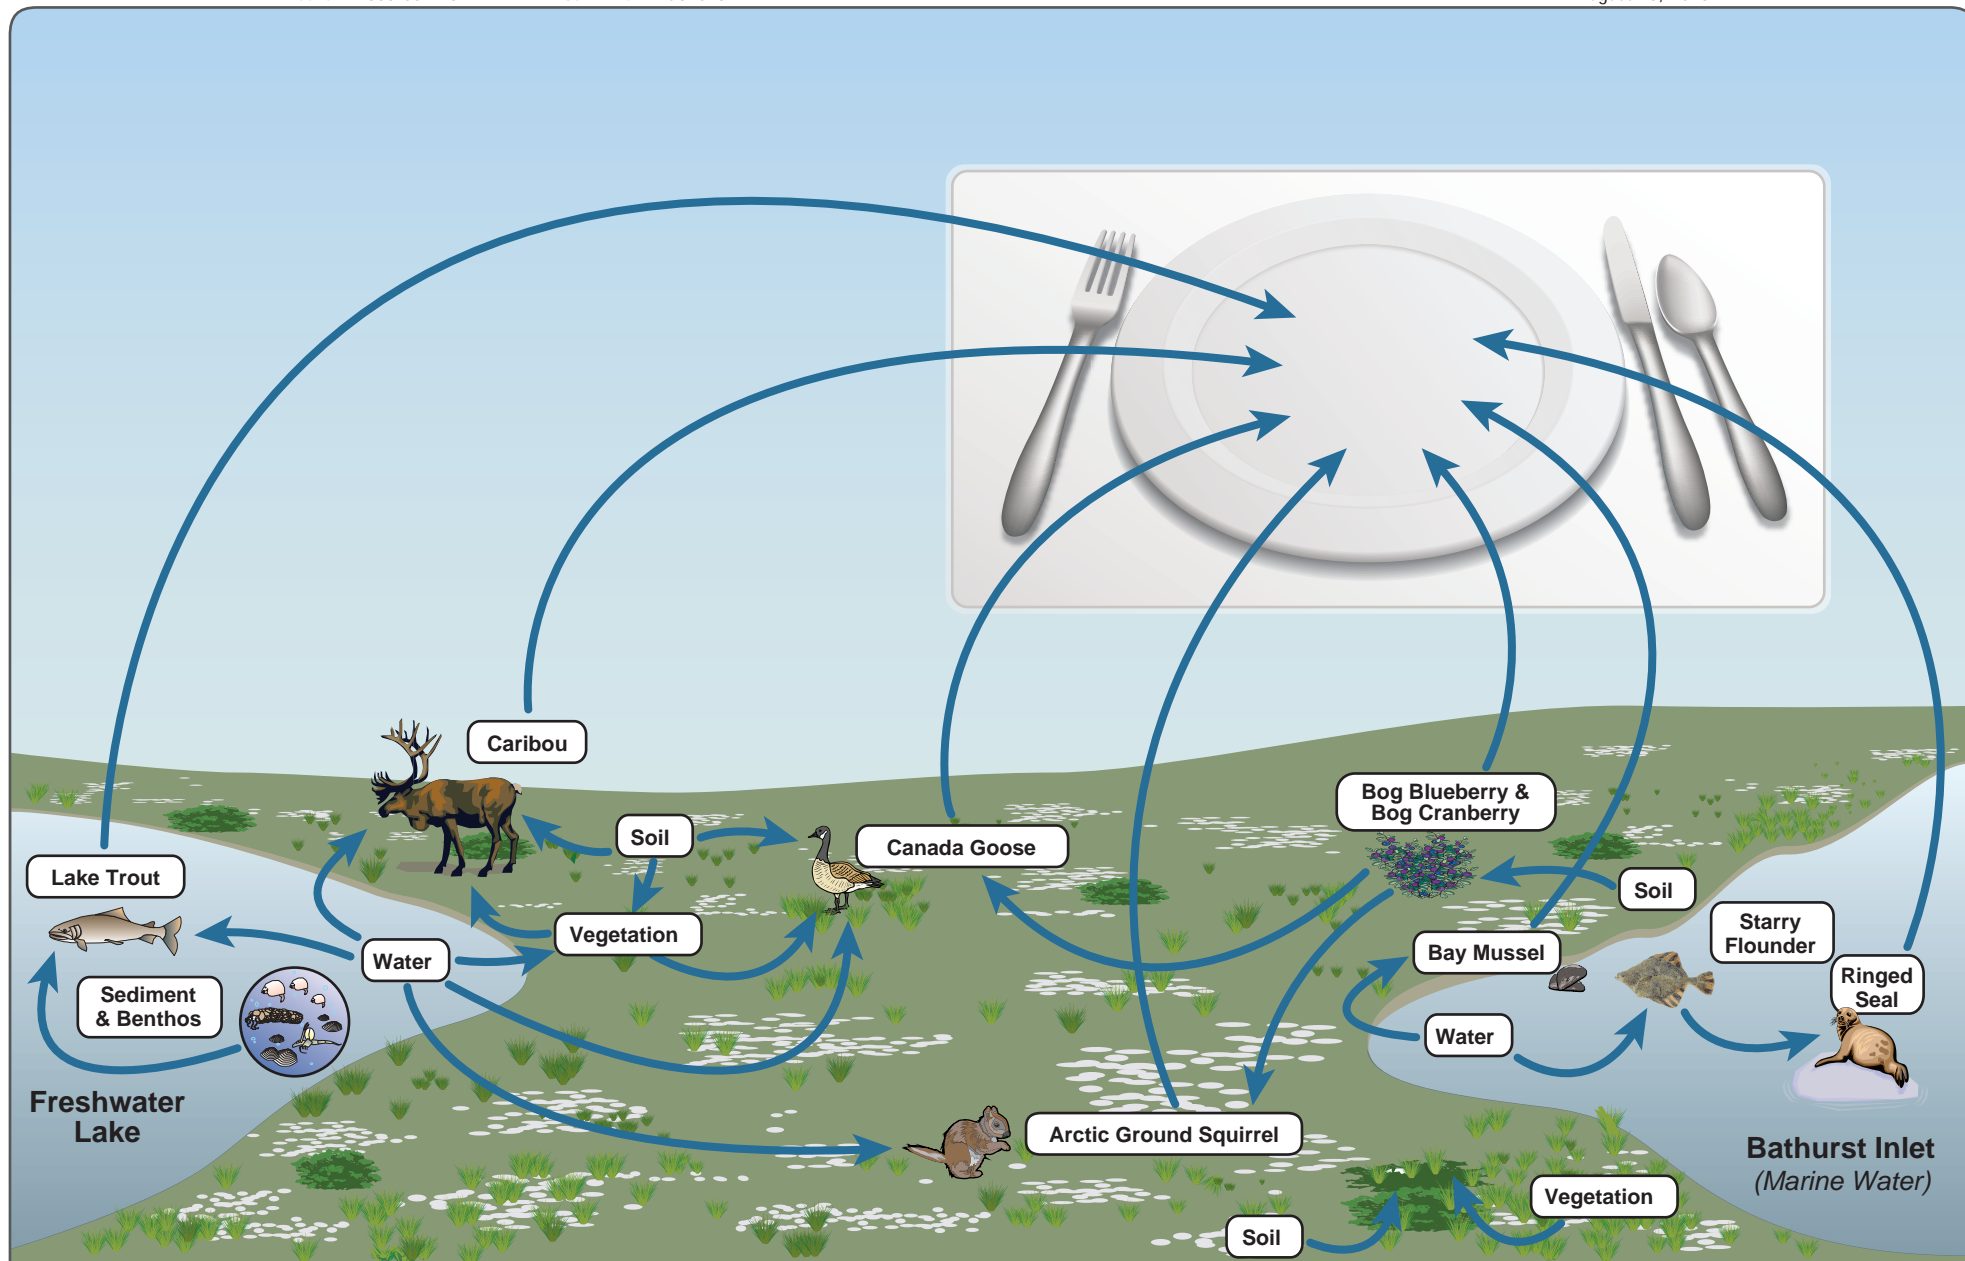 Caribou
Soil
Canada Goose
Bog Blueberry &
Bog Cranberry
Lake Trout
Soil
Vegetation
Bay Mussel
Starry
Flounder
Water
Ringed
Seal
Sediment
& Benthos
Water
Freshwater
Lake
Arctic Ground Squirrel
Bathurst Inlet
(Marine Water)
Vegetation
Soil